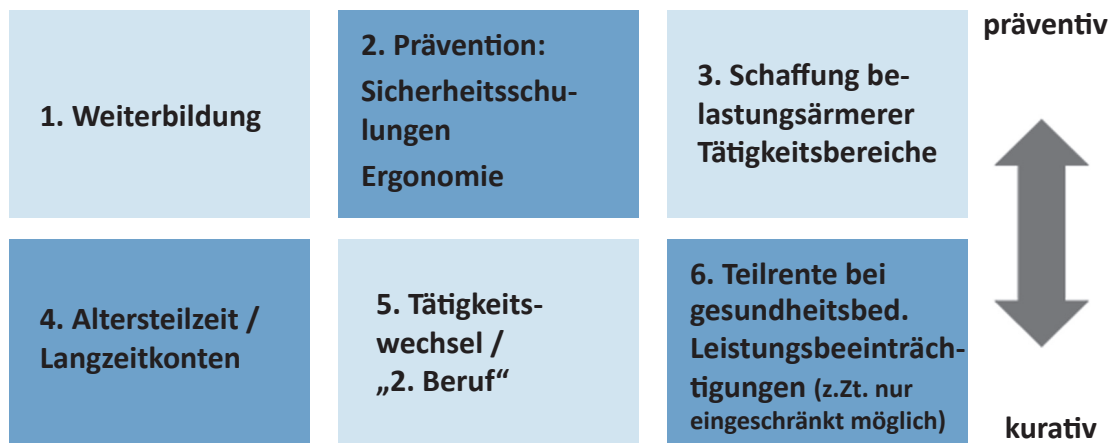 1. Weiterbildung
2. Prävention:
Sicherheitsschu-
lungen
Ergonomie
3. Schaffung be-
lastungsärmerer
Tätigkeitsbereiche
präventiv
4. Altersteilzeit /
Langzeitkonten
5. Tätigkeits-
wechsel /
„2. Beruf“
6. Teilrente bei
gesundheitsbed.
Leistungsbeeinträch-
tigungen (z.Zt. nur
eingeschränkt möglich)
kurativ